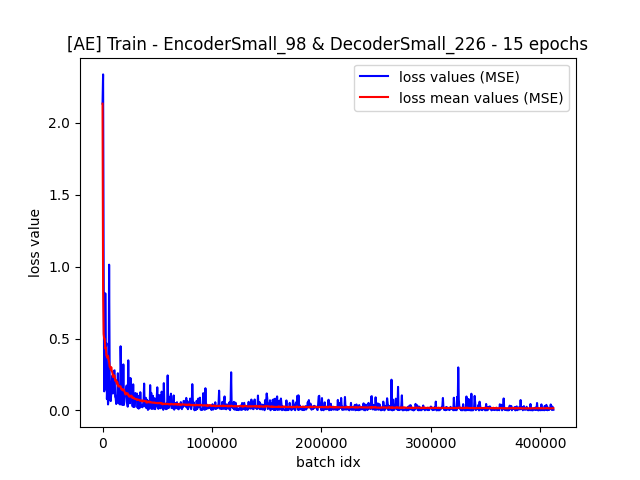 [AE] Train - EncoderSmall_98 & DecoderSmall_226 - 15 epochs
loss values (MSE)
loss mean values (MSE)
2.0
1.5
1.0
0.5
0.0
loss value
0 100000 200000 300000 400000
batch idx